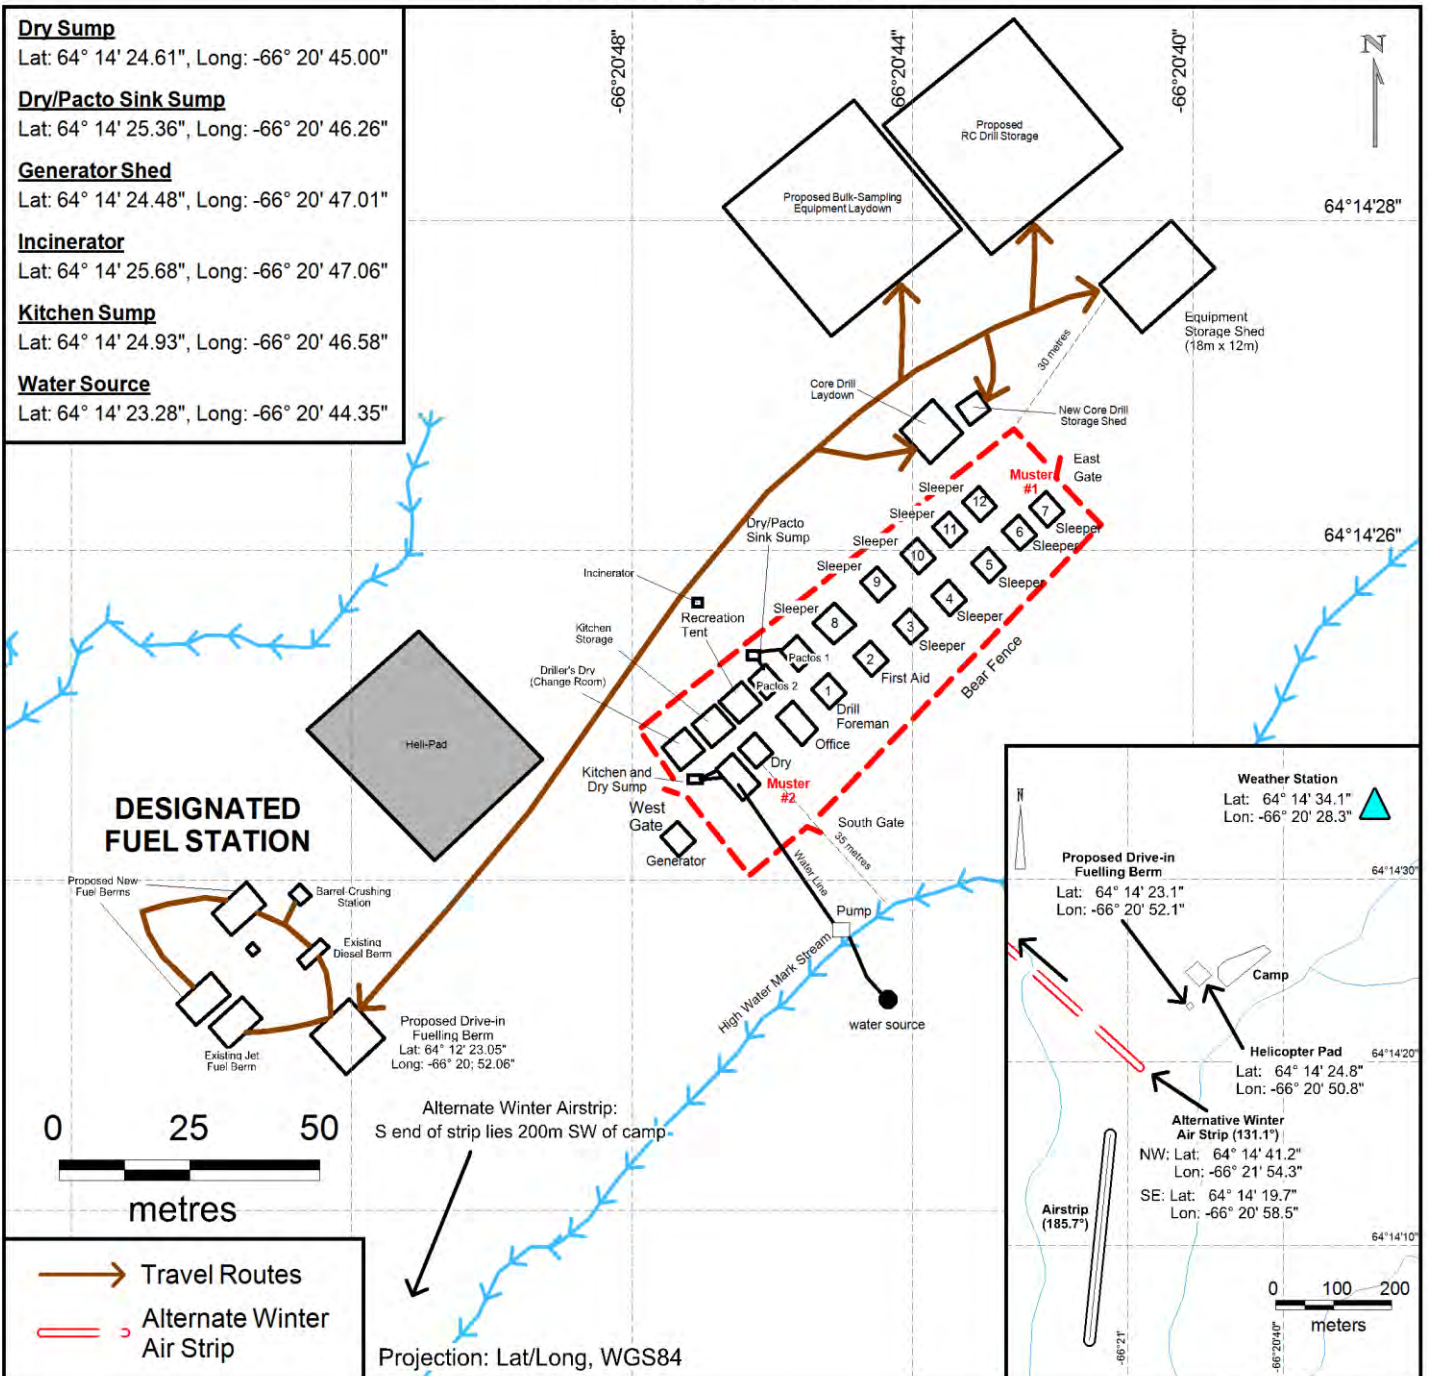 Dry Sump
Lat: 64° 14' 24.61", Long: -66° 20' 45.00"
Dry/Pacto Sink Sump
Lat: 64° 14' 25.36", Long: -66° 20' 46.26"
Generator Shed
Lat: 64° 14' 24.48", Long: -66° 20' 47.01"
Incinerator
Lat: 64° 14' 25.68", Long: -66° 20' 47.06"
Kitchen Sump
Lat: 64° 14' 24.93", Long: -66° 20' 46.58"
Water Source
Lat: 64° 14' 23.28", Long: -66° 20' 44.35"
-66°20'48"
-66°20'44"
-66°20'40"
N
Proposed
RC Drill Storage
Proposed Bulk-Sampling
Equipment Laydown
64°14'28"
Equipment
Storage Shed
(18m x 12m)
30 metres
Core Drill
Laydown
New Core Drill
Storage Shed
East
Gate
Muster
#1
Sleeper
12
7
Sleeper
Sleeper
11
6
Sleeper
64°14'26"
Dry/Pacto
Sink Sump
Sleeper
10
5
Sleeper
Sleeper
9
4
Sleeper
Incinerator
Recreation
Tent
Sleeper
8
3
Sleeper
Kitchen
Storage
Pactos 1
2
First Aid
Bear Fence
Driller's Dry
(Change Room)
Pactos 2
1
Drill
Foreman
Office
Heli-Pad
Dry
Kitchen and
Dry Sump
Muster
#2
West
Gate
South Gate
35 metres
Generator
Water Line
Pump
High Water Mark Stream
water source
DESIGNATED
FUEL STATION
Proposed New
Fuel Berms
Barrel Crushing
Station
Existing
Diesel Berm
Existing Jet
Fuel Berm
Proposed Drive-in
Fuelling Berm
Lat: 64° 12' 23.05"
Long: -66° 20; 52.06"
Alternate Winter Airstrip:
S end of strip lies 200m SW of camp
0 25 50
metres
Travel Routes
Alternate Winter
Air Strip
Projection: Lat/Long, WGS84
N
Weather Station
Lat: 64° 14' 34.1"
Lon: -66° 20' 28.3"
Proposed Drive-in
Fuelling Berm
Lat: 64° 14' 23.1"
Lon: -66° 20' 52.1"
64°14'30"
Camp
Helicopter Pad
Lat: 64° 14' 24.8"
Lon: -66° 20' 50.8"
64°14'20"
Alternative Winter
Air Strip (131.1°)
NW: Lat: 64° 14' 41.2"
Lon: -66° 21' 54.3"
SE: Lat: 64° 14' 19.7"
Lon: -66° 20' 58.5"
Airstrip
(185.7°)
64°14'10"
0 100 200
meters
-66°21'
-66°20'40"